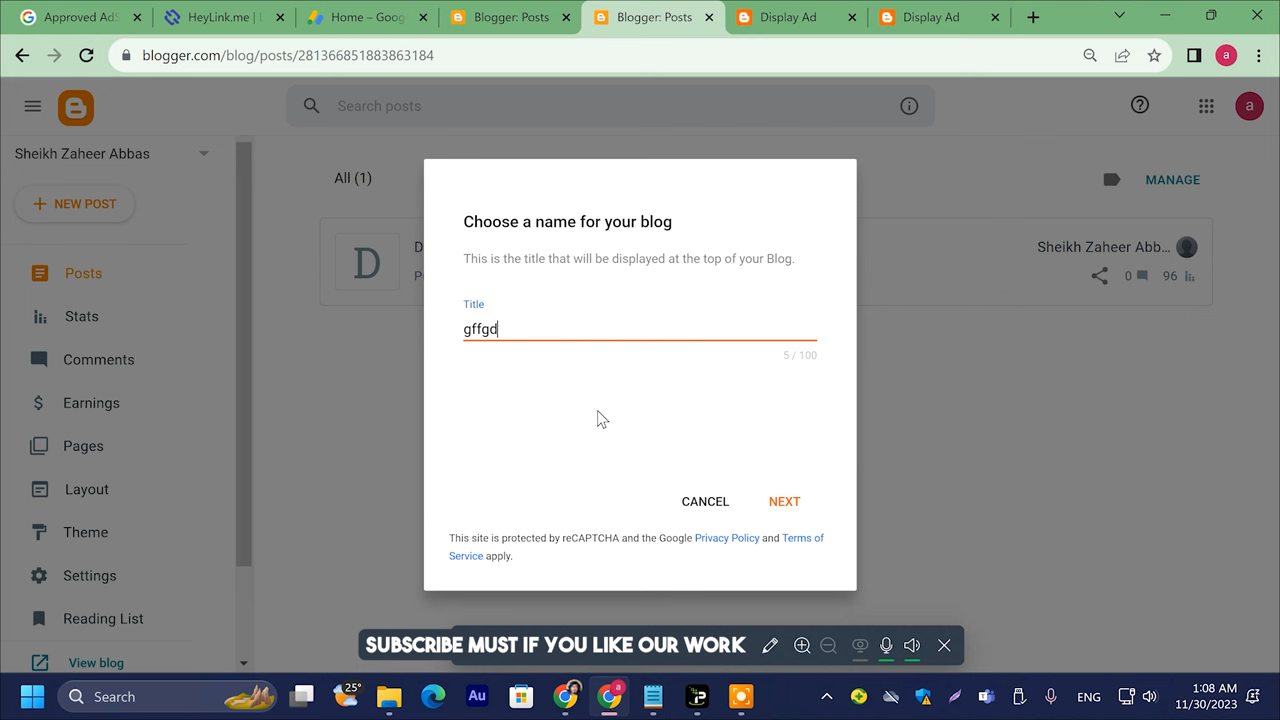 Approved AdS
HeyLink.me |
Home – Goog
Blogger: Posts
Blogger: Posts
Display Ad
Display Ad
blogger.com/blog/posts/281366851883863184
Search posts
a
Sheikh Zaheer Abbas
NEW POST
Posts
Stats
Comments
Earnings
Pages
Layout
Theme
Settings
Reading List
View blog
All (1)
MANAGE
D
D
Sheikh Zaheer Abb...
0
96
Choose a name for your blog
This is the title that will be displayed at the top of your Blog.
Title
gffgd
5 / 100
CANCEL
NEXT
This site is protected by reCAPTCHA and the Google Privacy Policy and Terms of
Service apply.
SUBSCRIBE MUST IF YOU LIKE OUR WORK
Search
25°
Au
ENG
1:08 AM
11/30/2023